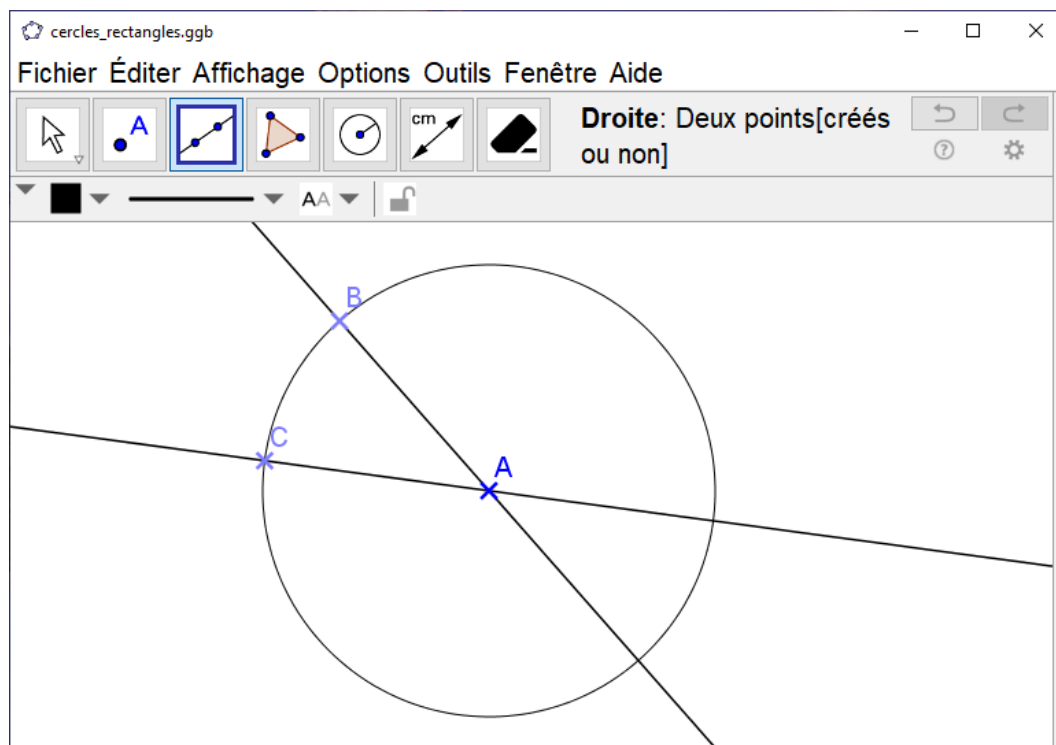 cercles_rectangles.ggb
Fichier Éditer Affichage Options Outils Fenêtre Aide
A
cm
Droite: Deux points[créés
ou non]
AA
B
C
A